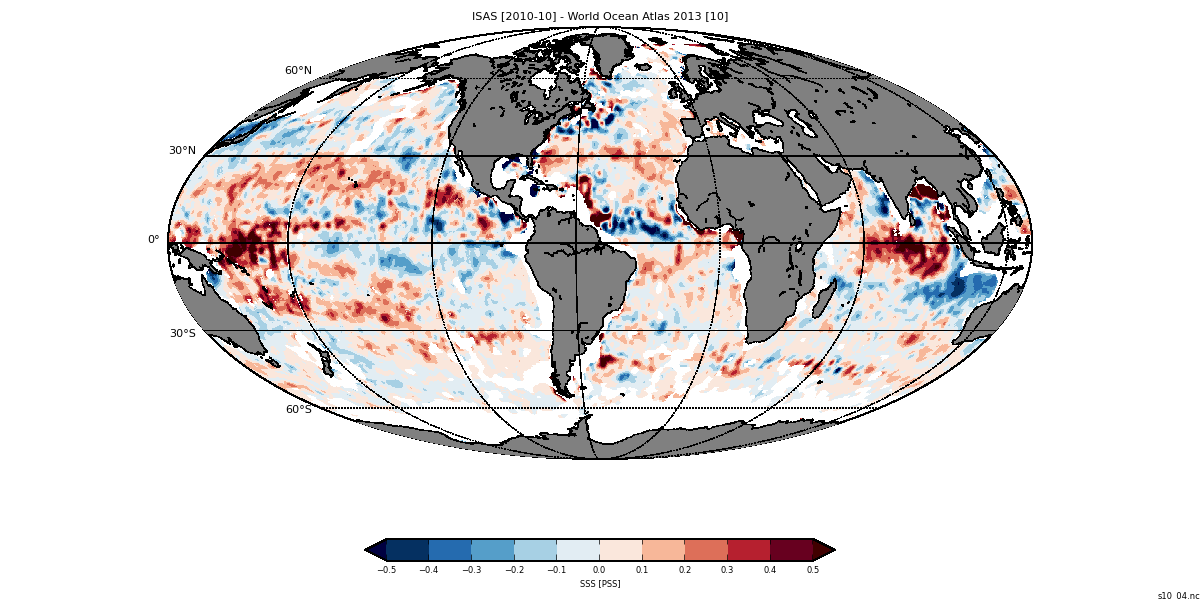 ISAS [2010-10] - World Ocean Atlas 2013 [10]
60°N
30°N
0°
30°S
60°S
−0.5 −0.4 −0.3 −0.2 −0.1 0.0 0.1 0.2 0.3 0.4 0.5
SSS [PSS]
s10_04.nc